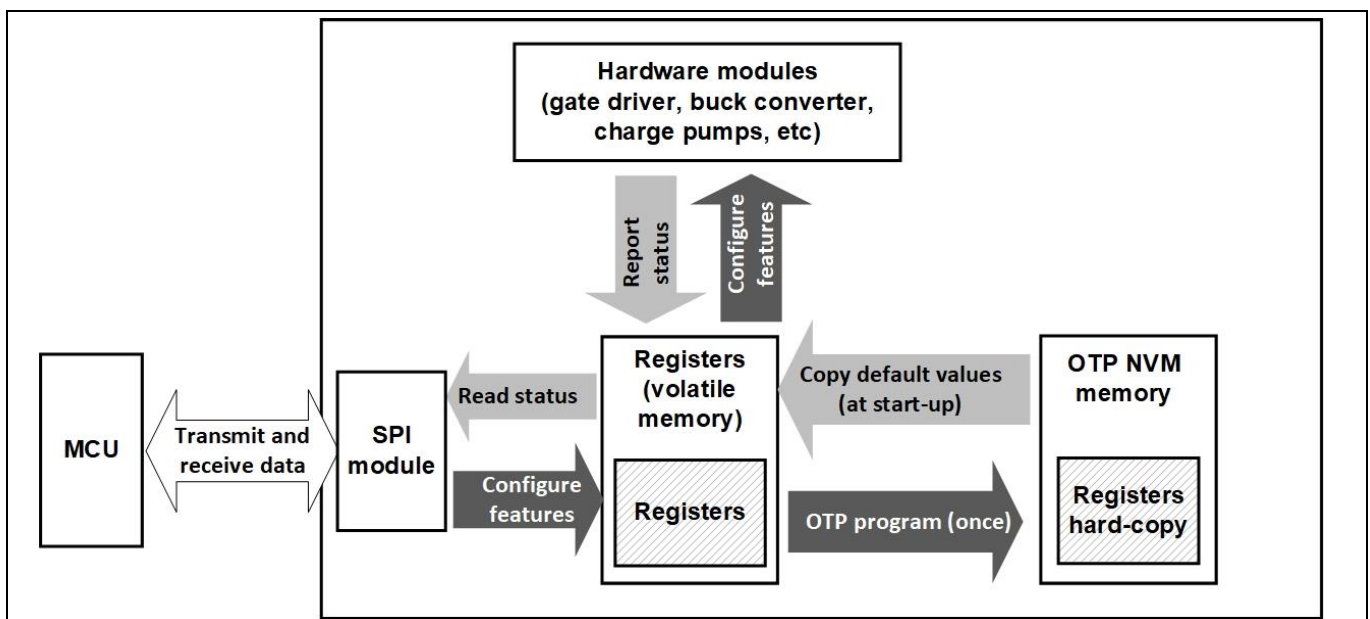 Hardware modules
(gate driver, buck converter,
charge pumps, etc)
Report
status
Configure
features
MCU
Transmit and
receive data
SPI
module
Read status
Configure
features
Registers
(volatile
memory)
Registers
Copy default values
(at start-up)
OTP program (once)
OTP NVM
memory
Registers
hard-copy